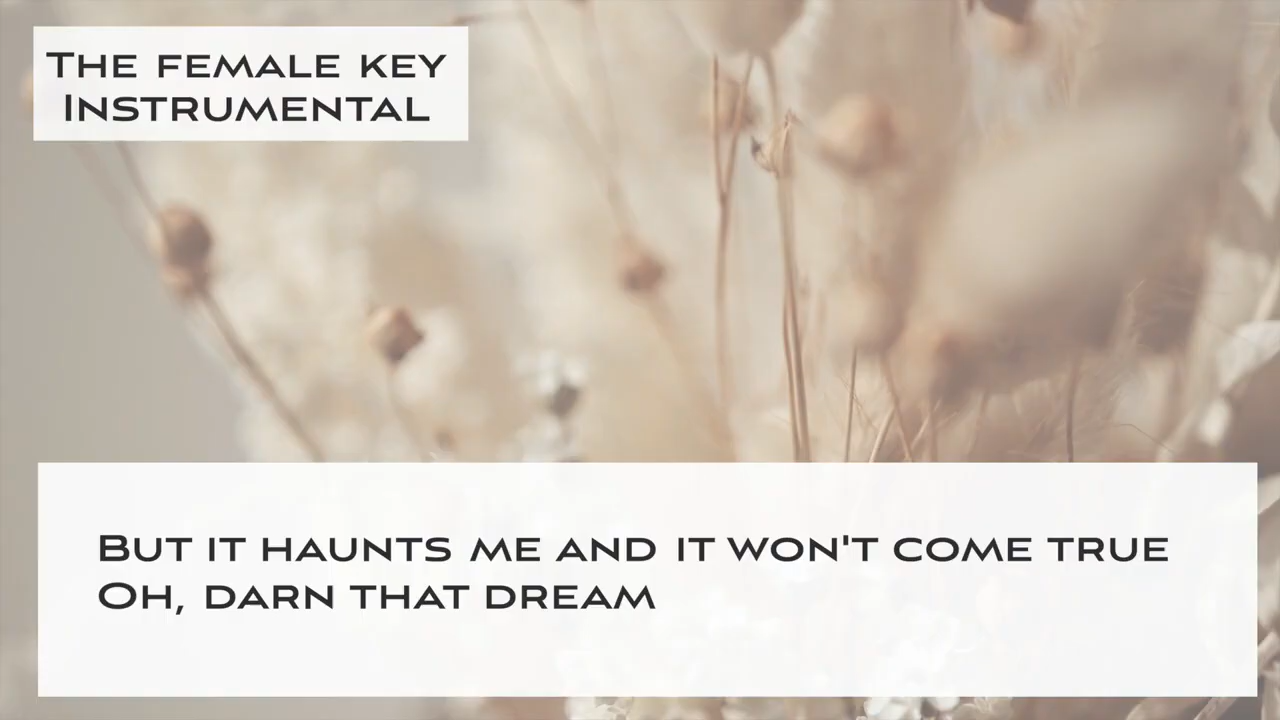 The female key
Instrumental
But it haunts me and it won't come true
Oh, darn that dream